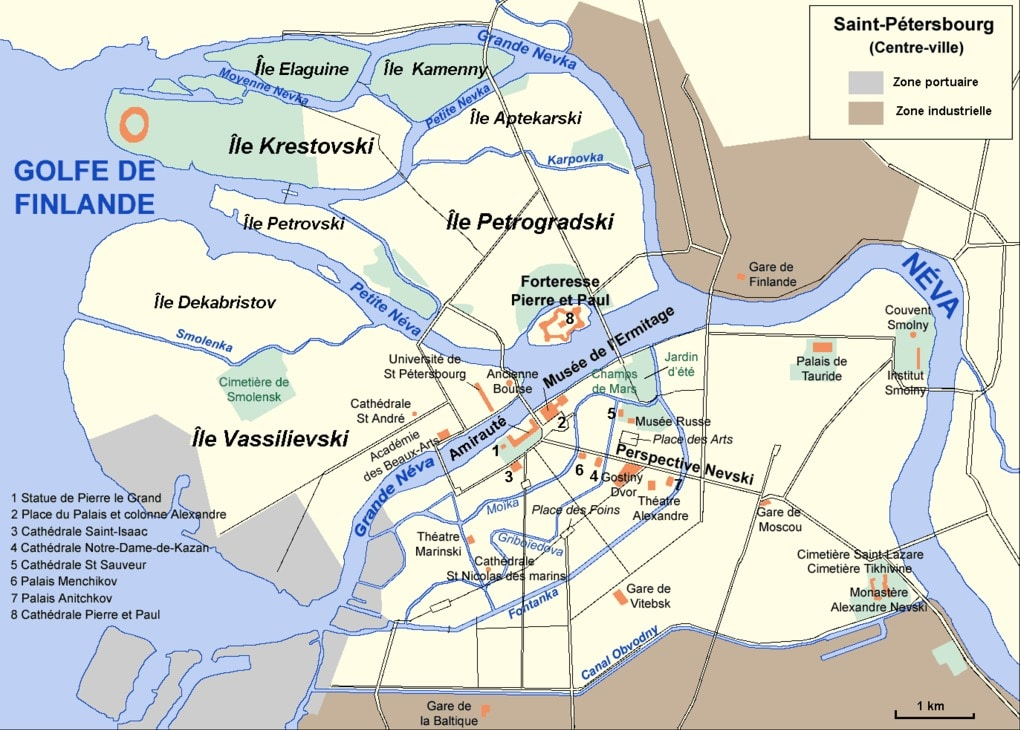 Saint-Pétersbourg
(Centre-ville)
Zone portuaire
Zone industrielle
Grande Nevka
Île Elaguine
Île Kamenny
Moyenne Nevka
Petite Nevka
Île Aptekarski
Île Krestovski
Karpovka
GOLFE DE
FINLANDE
Île Petrovski
Île Petrogradski
Gare de
Finlande
NÉVA
Forteresse
Pierre et Paul
8
Île Dekabristov
Petite Néva
Couvent
Smolny
Smolenka
Musée de l'Ermitage
Université de
St Pétersbourg
Ancienne
Bourse
Champs
de Mars
Jardin
d'été
Palais de
Tauride
Institut
Smolny
Cimetière de
Smolensk
Cathédrale
St André
5
Musée Russe
2
Île Vassilievski
Académie
des Beaux-Arts
Amirauté
Place des Arts
1
Perspective Nevski
3
6
4
Gostiny
Dvor
7
Grande Néva
Théatre
Alexandre
Moika
Place des Foins
Gare de
Moscou
1 Statue de Pierre le Grand
2 Place du Palais et colonne Alexandre
3 Cathédrale Saint-Isaac
4 Cathédrale Notre-Dame-de-Kazan
5 Cathédrale St Sauveur
6 Palais Menchikov
7 Palais Anitchkov
8 Cathédrale Pierre et Paul
Théatre
Marinski
Griboiedova
Cathédrale
St Nicolas des marins
Cimetière Saint-Lazare
Cimetière Tikhivine
Monastère
Alexandre Nevski
Fontanka
Gare de
Vitebsk
Canal Obvodny
Gare de
la Baltique
1 km